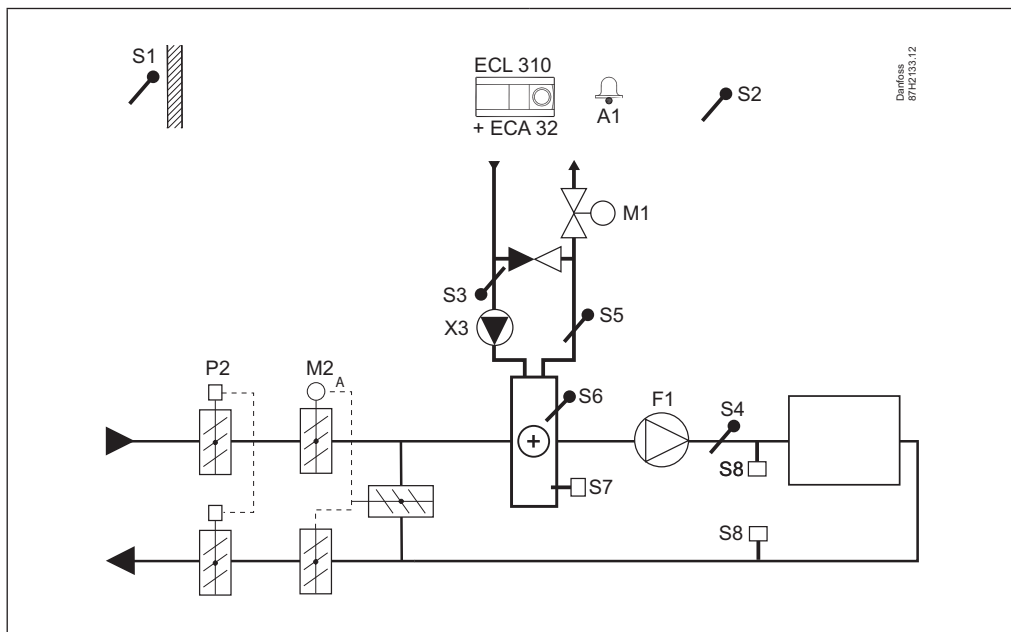 S1
ECL 310
+ ECA 32
A1
S2
Danfoss
87H2133.12
M1
S3
X3
S5
P2
M2
A
S6
F1
S4
S8
S7
S8